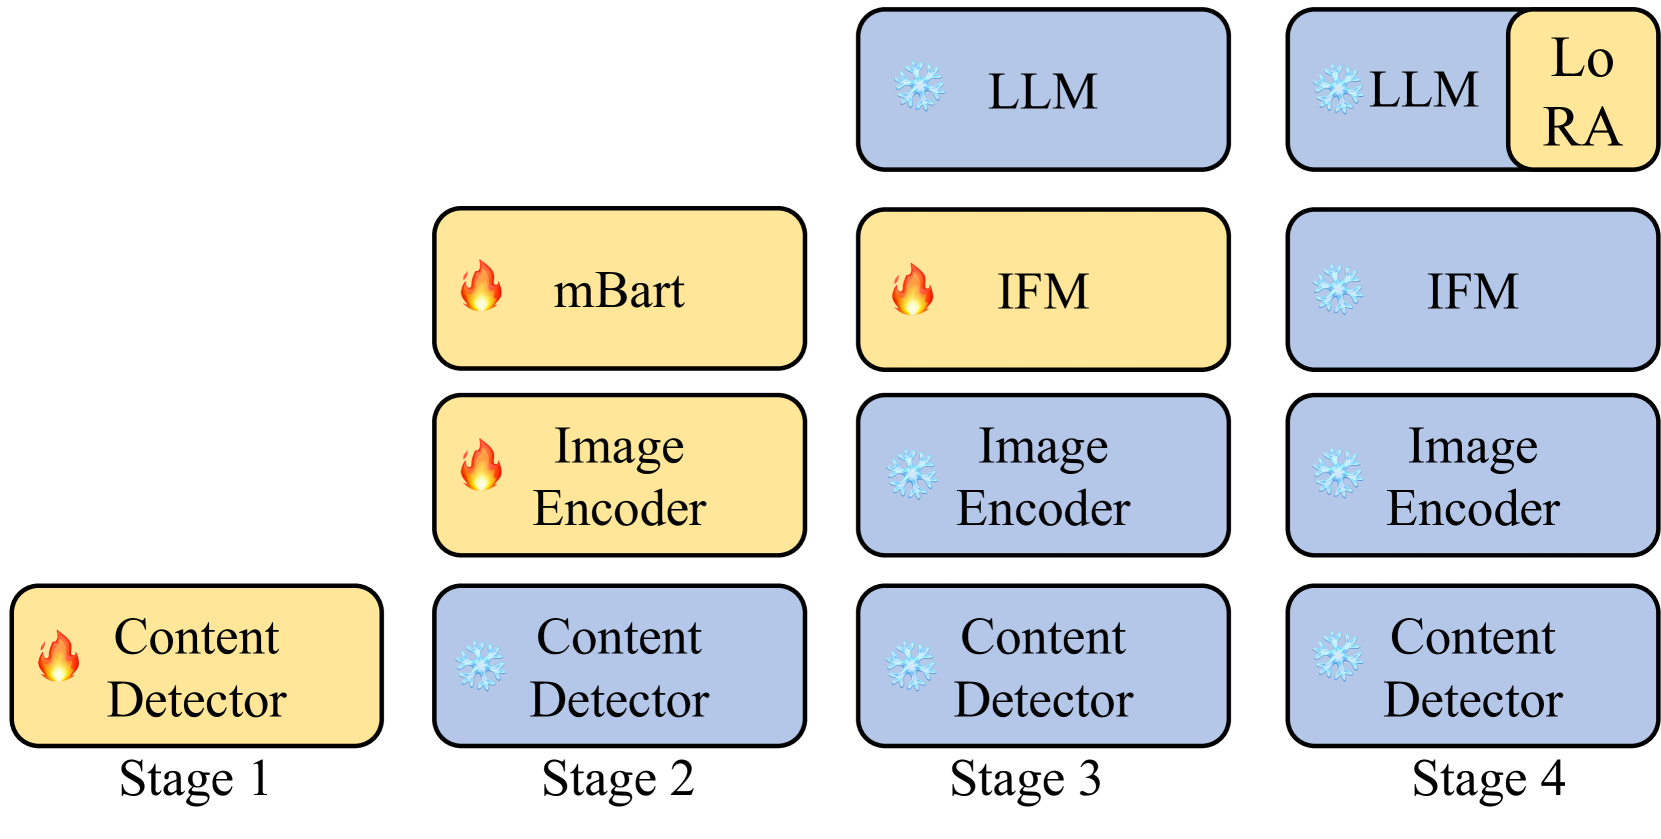 LLM
LLM
Lo
RA
mBart
IFM
IFM
Image
Encoder
Image
Encoder
Image
Encoder
Content
Detector
Content
Detector
Content
Detector
Content
Detector
Stage 1
Stage 2
Stage 3
Stage 4